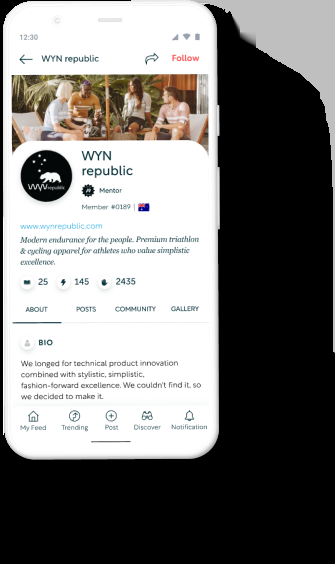 12:30
WYN republic
Follow
WYN republic
WYN
republic
Mentor
Member #0189 |
www.wynrepublic.com
Modern endurance for the people. Premium triathlon
& cycling apparel for athletes who value simplistic
excellence.
25 145 2435
ABOUT POSTS COMMUNITY GALLERY
BIO
We longed for technical product innovation
combined with stylistic, simplistic,
fashion-forward excellence. We couldn't find it, so
we decided to make it.
My Feed Trending Post Discover Notification